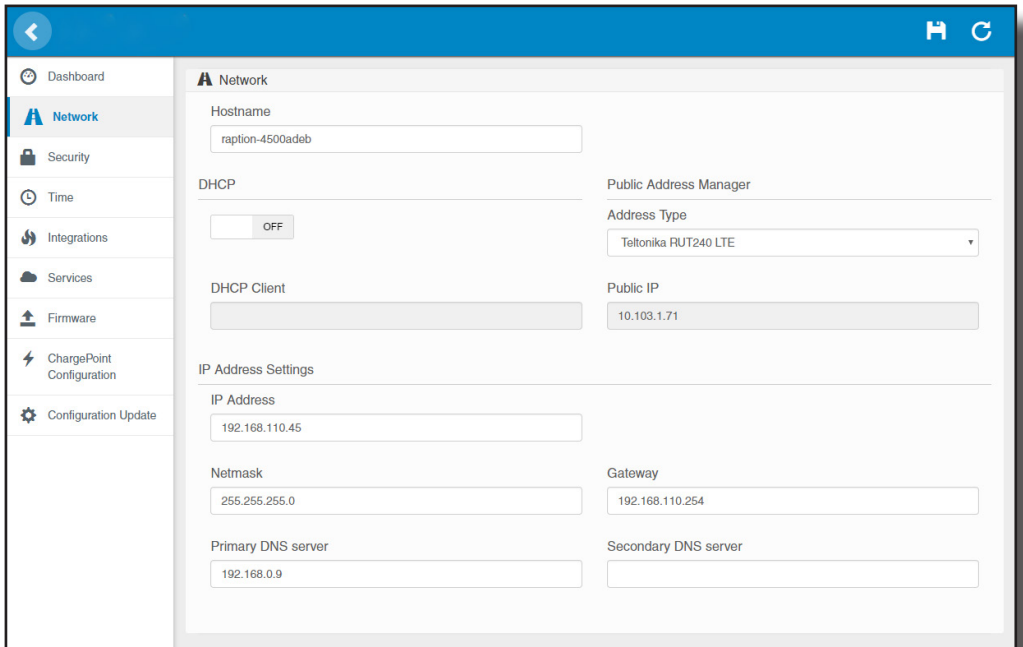 Dashboard
Network
Security
Time
Integrations
Services
Firmware
ChargePoint
Configuration
Configuration Update
Network
Hostname
raption-4500adeb
DHCP
OFF
Public Address Manager
Address Type
Teltonika RUT240 LTE
DHCP Client
Public IP
10.103.1.71
IP Address Settings
IP Address
192.168.110.45
Netmask
255.255.255.0
Gateway
192.168.110.254
Primary DNS server
192.168.0.9
Secondary DNS server